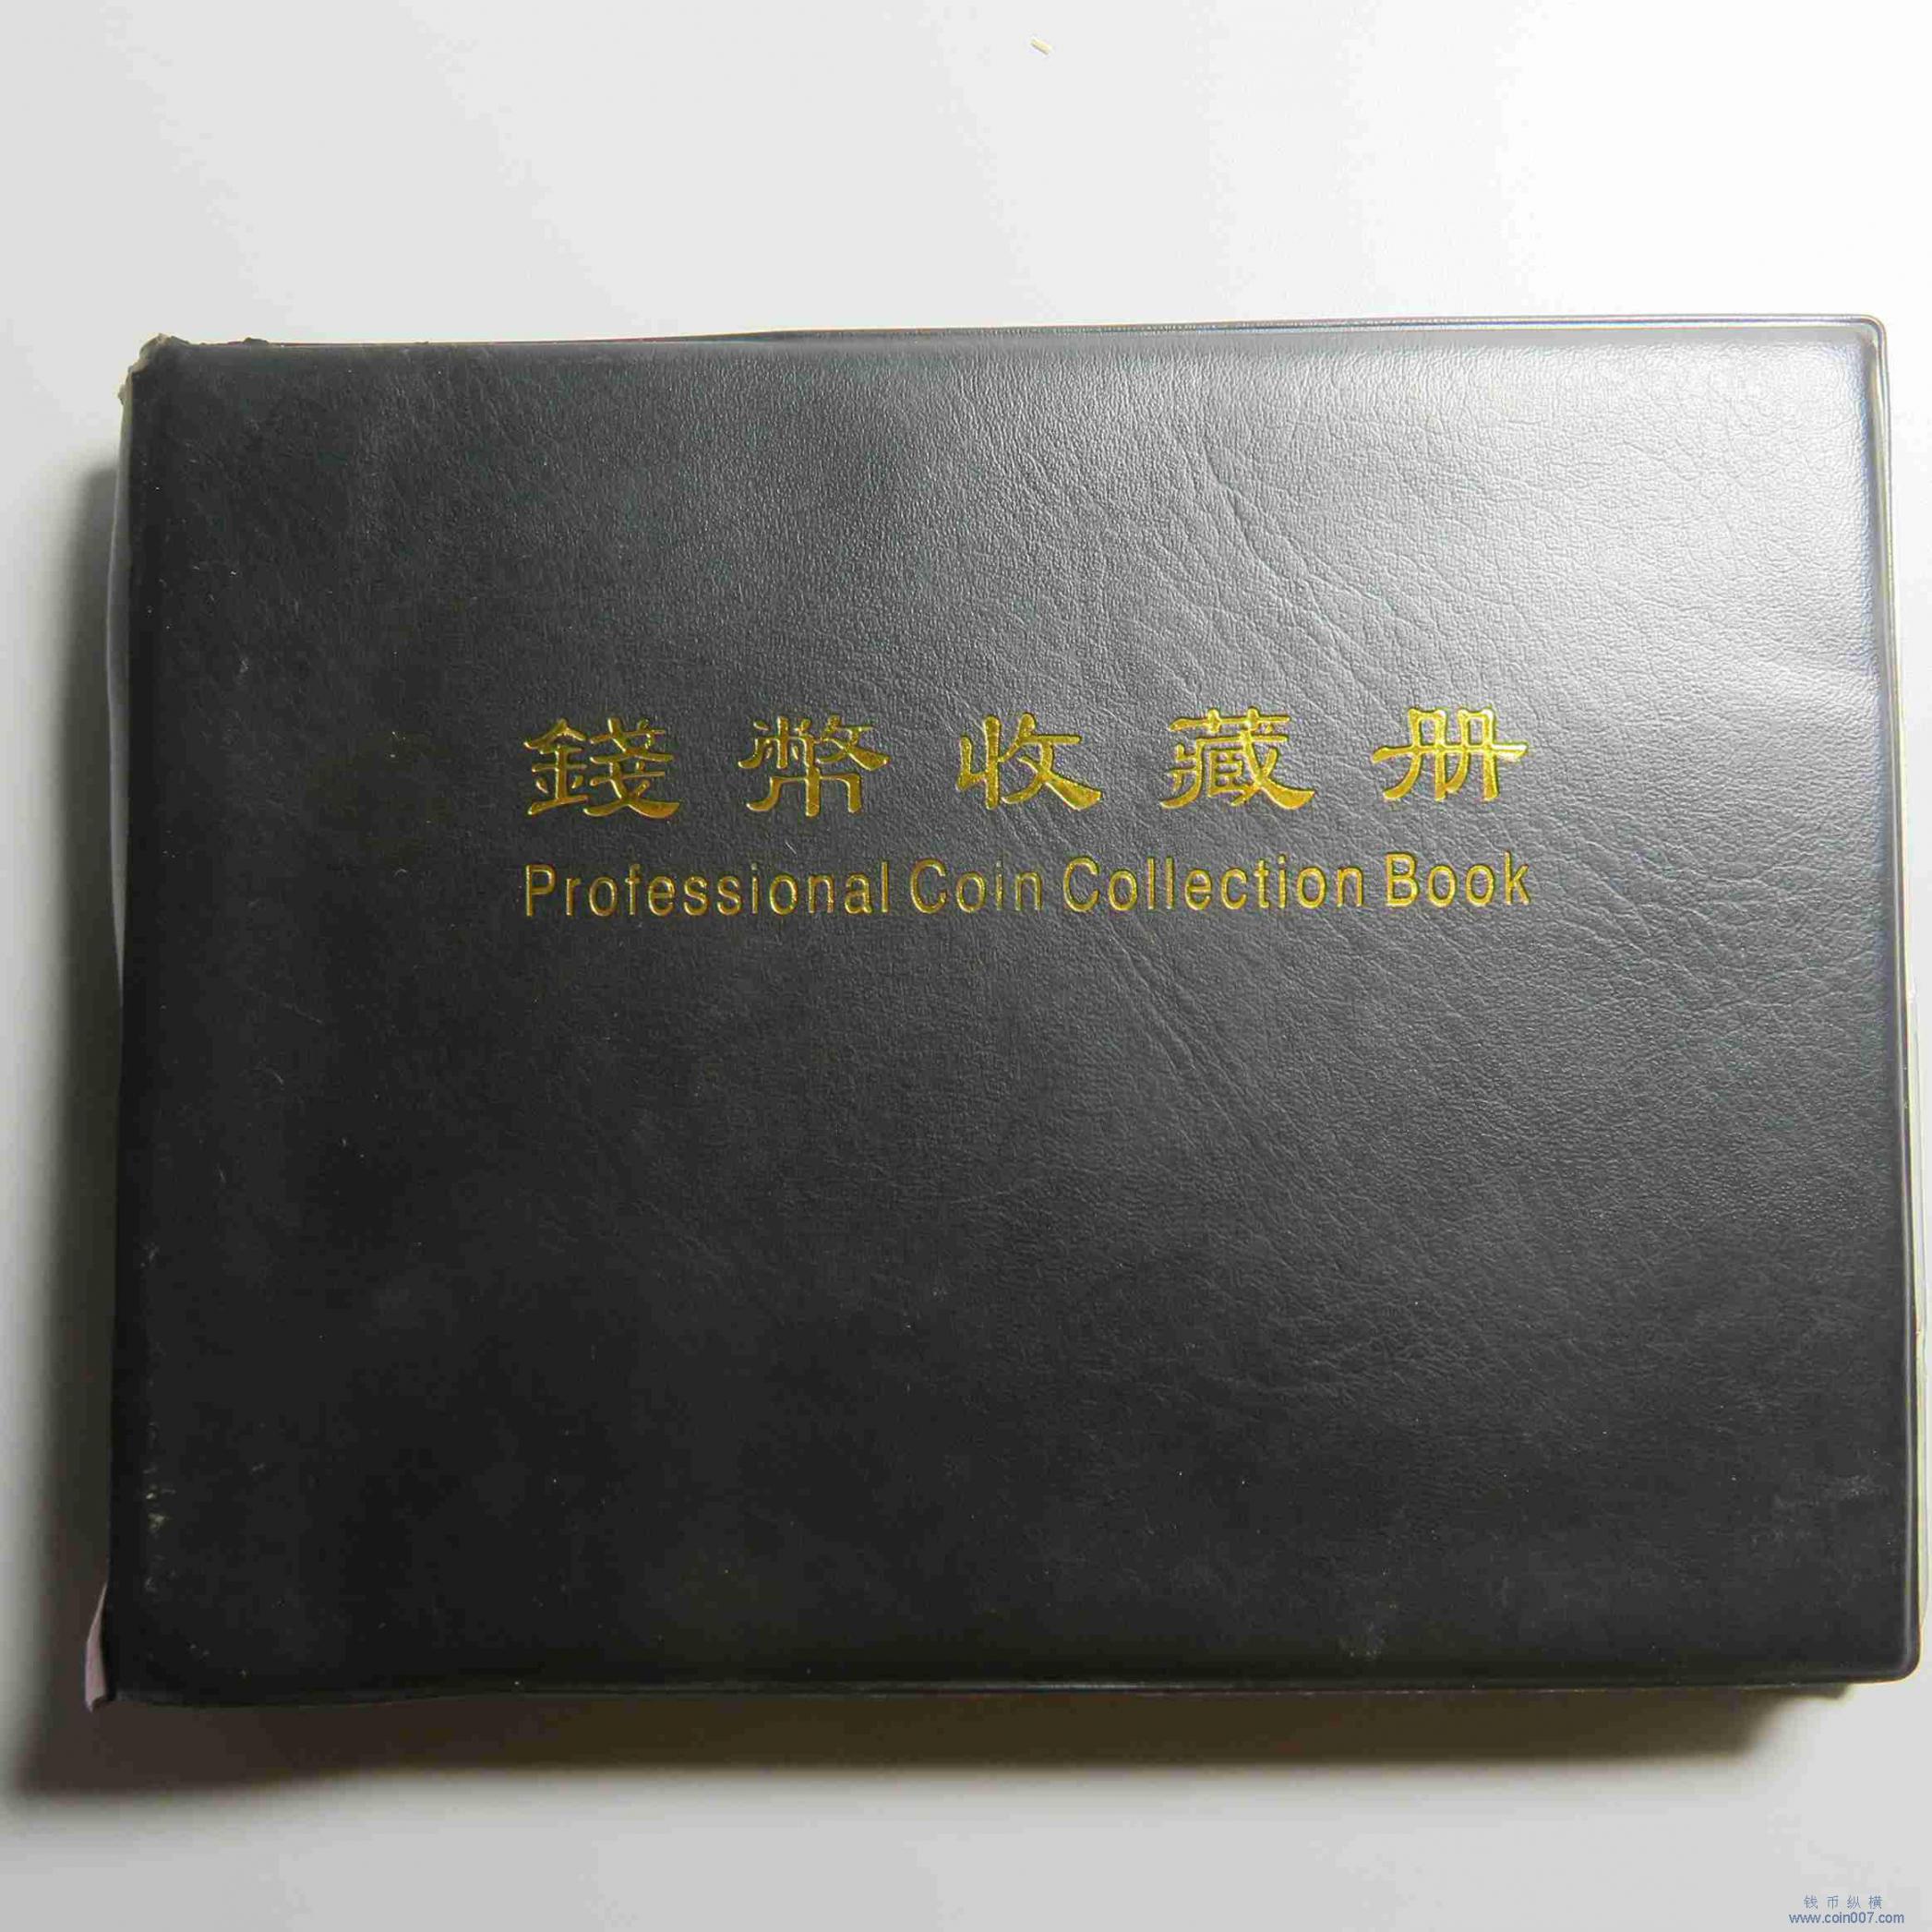 錢幣收藏册
Professional Coin Collection Book
钱币纵横
www.coin007.com